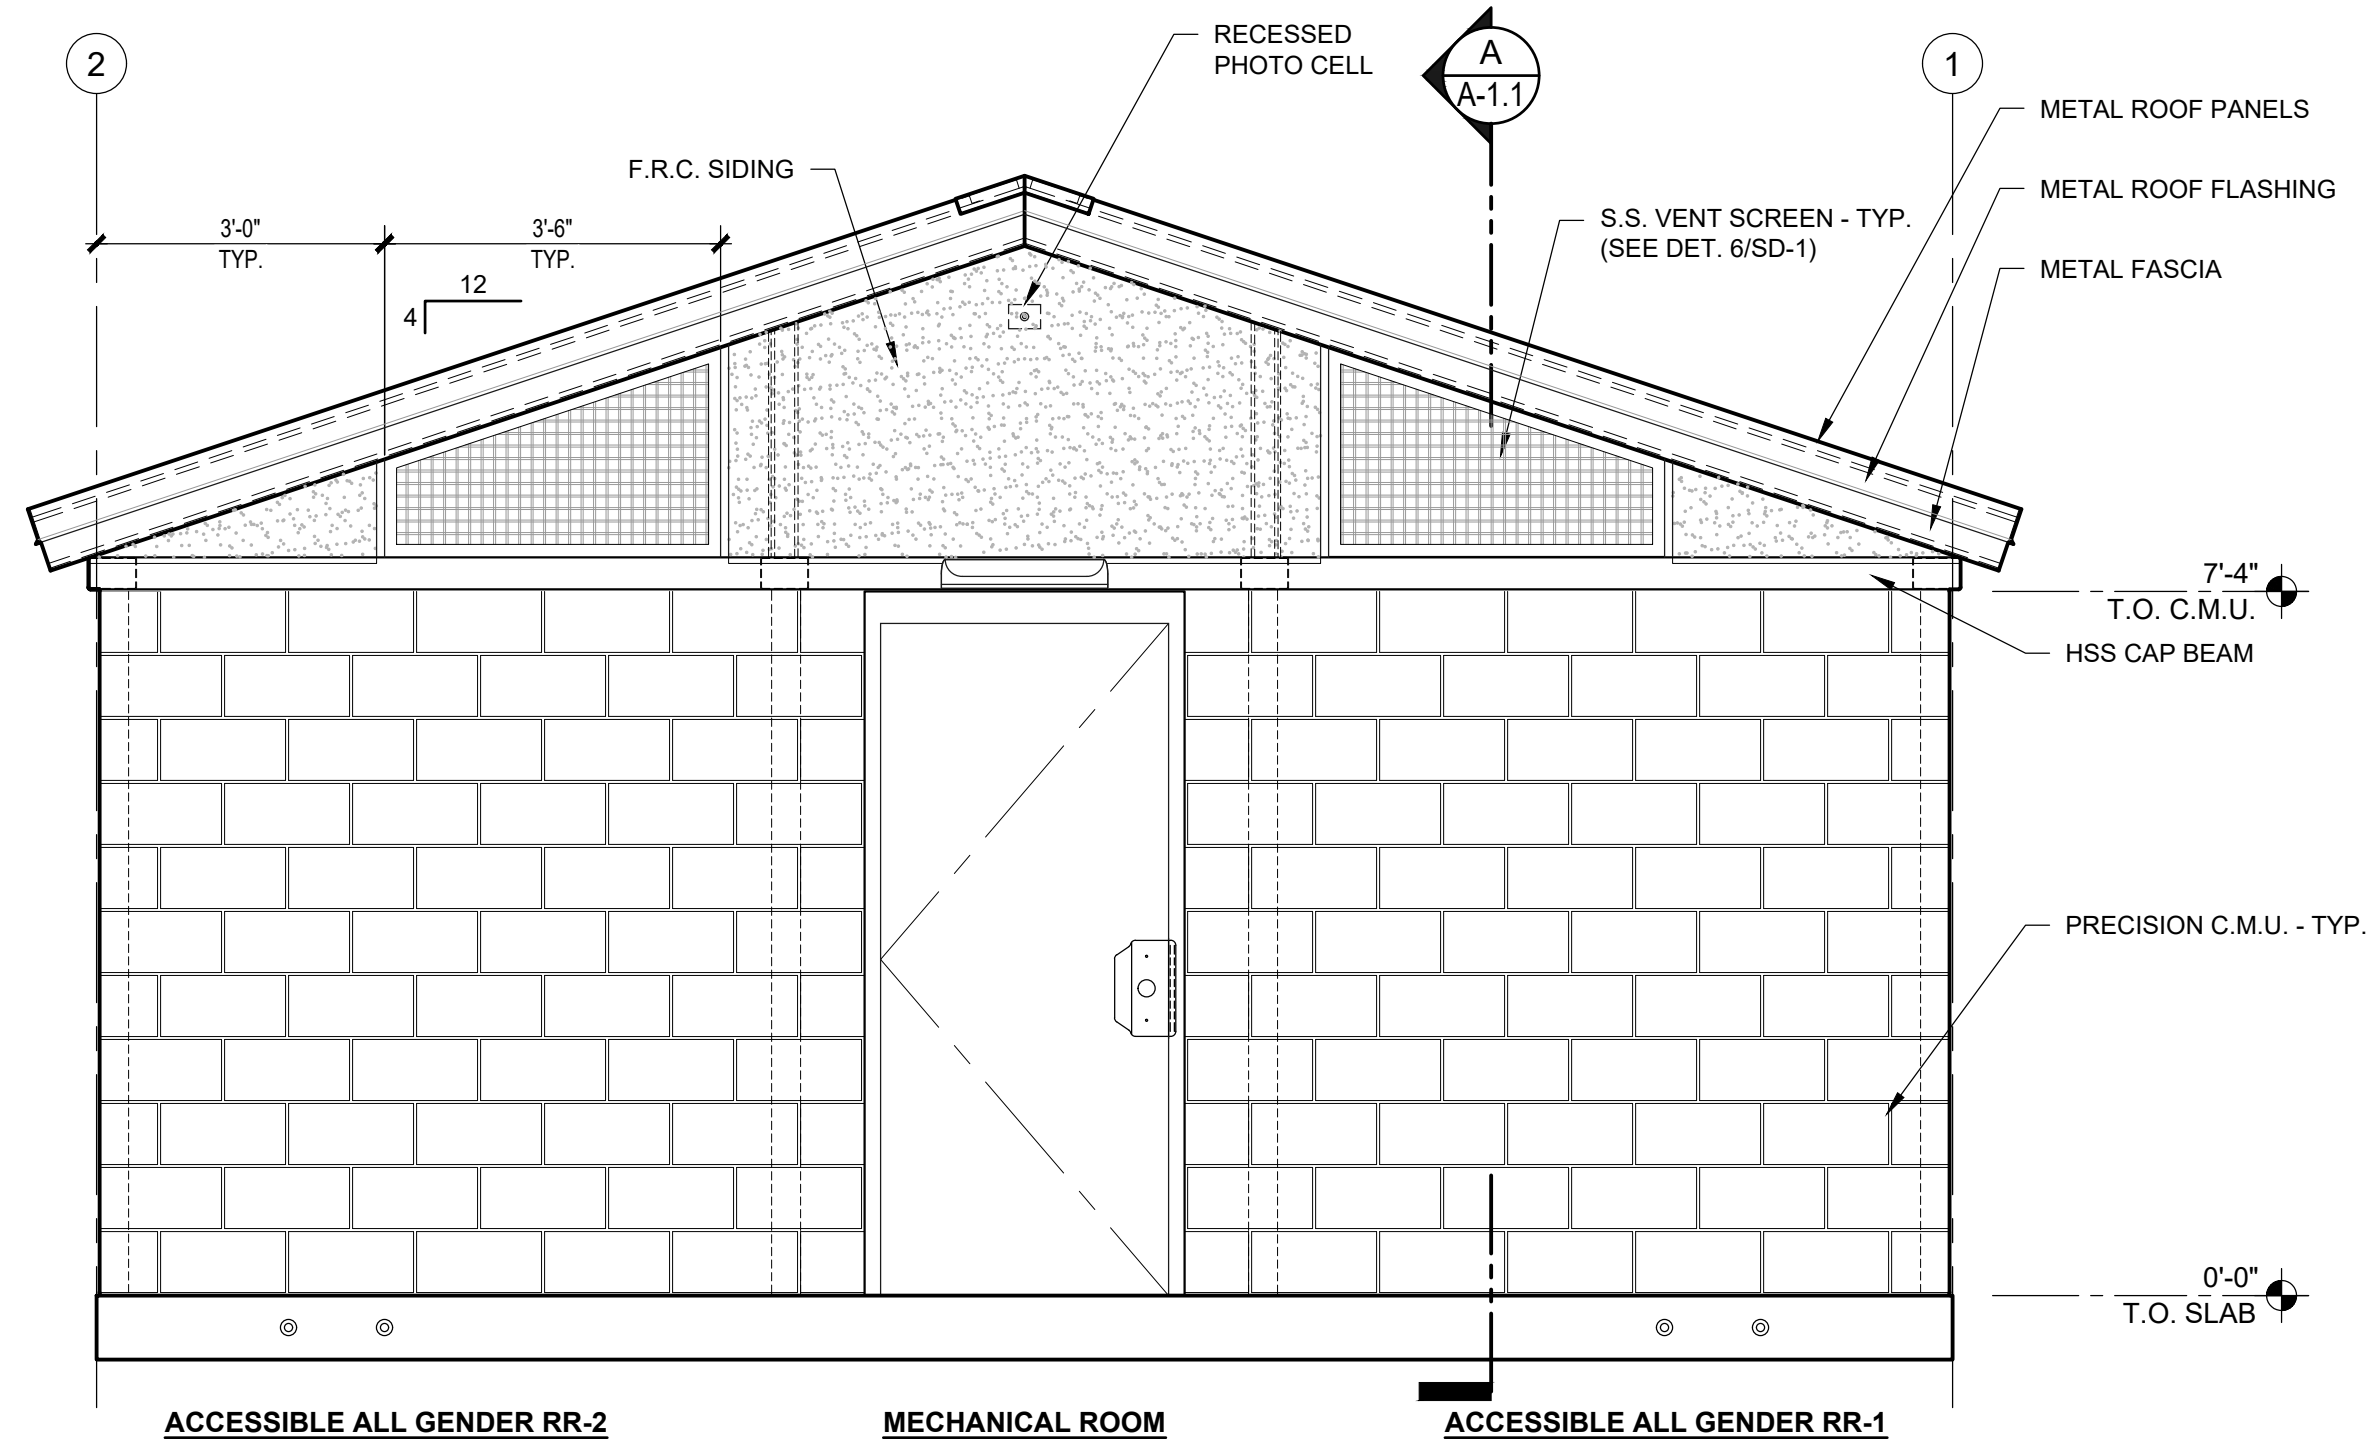 2
RECESSED
PHOTO CELL
A
A-1.1
1
METAL ROOF PANELS
F.R.C. SIDING
METAL ROOF FLASHING
3'-0"
TYP.
3'-6"
TYP.
S.S. VENT SCREEN - TYP.
(SEE DET. 6/SD-1)
METAL FASCIA
12
4
7'-4"
T.O. C.M.U.
HSS CAP BEAM
PRECISION C.M.U. - TYP.
0'-0"
T.O. SLAB
ACCESSIBLE ALL GENDER RR-2
MECHANICAL ROOM
ACCESSIBLE ALL GENDER RR-1